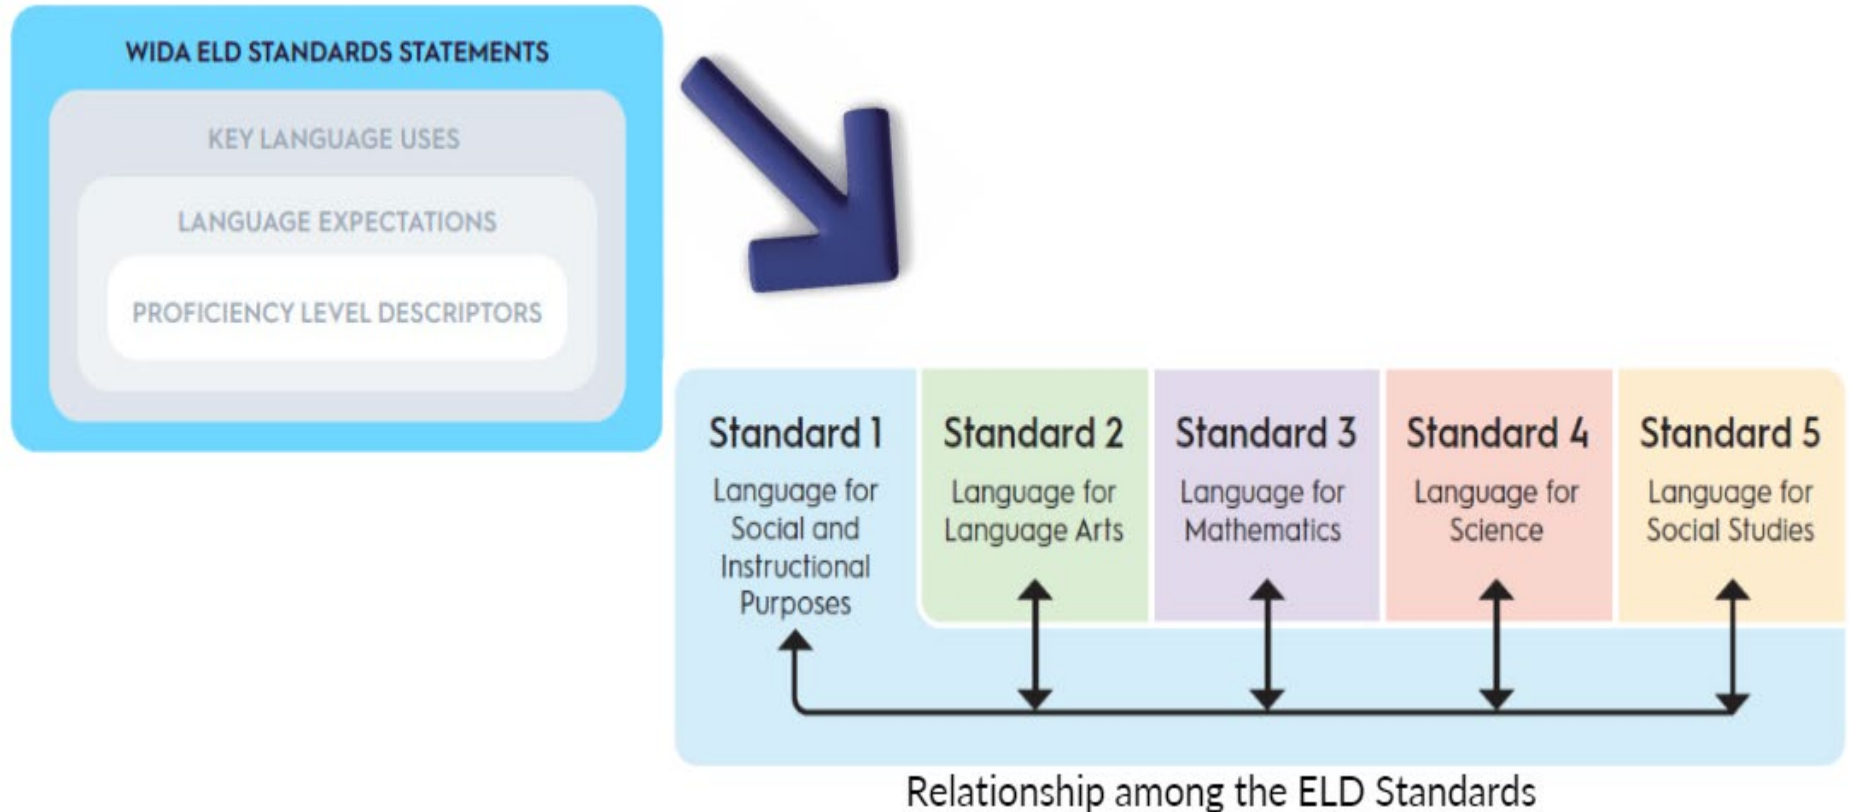 WIDA ELD STANDARDS STATEMENTS
KEY LANGUAGE USES
LANGUAGE EXPECTATIONS
PROFICIENCY LEVEL DESCRIPTORS
Standard 1
Language for
Social and
Instructional
Purposes
Standard 2
Language for
Language Arts
Standard 3
Language for
Mathematics
Standard 4
Language for
Science
Standard 5
Language for
Social Studies
Relationship among the ELD Standards